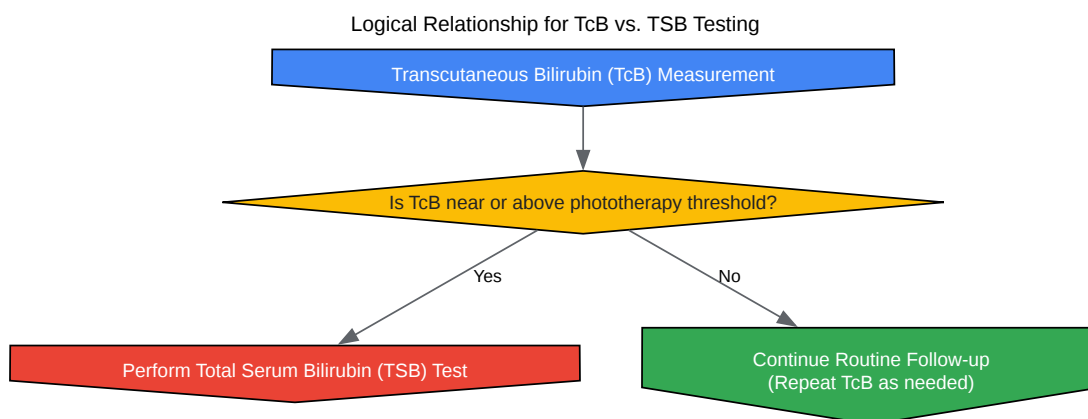 Logical Relationship for TcB vs. TSB Testing
Transcutaneous Bilirubin (TcB) Measurement
Is TcB near or above phototherapy threshold?
Yes
No
Perform Total Serum Bilirubin (TSB) Test
Continue Routine Follow-up
(Repeat TcB as needed)